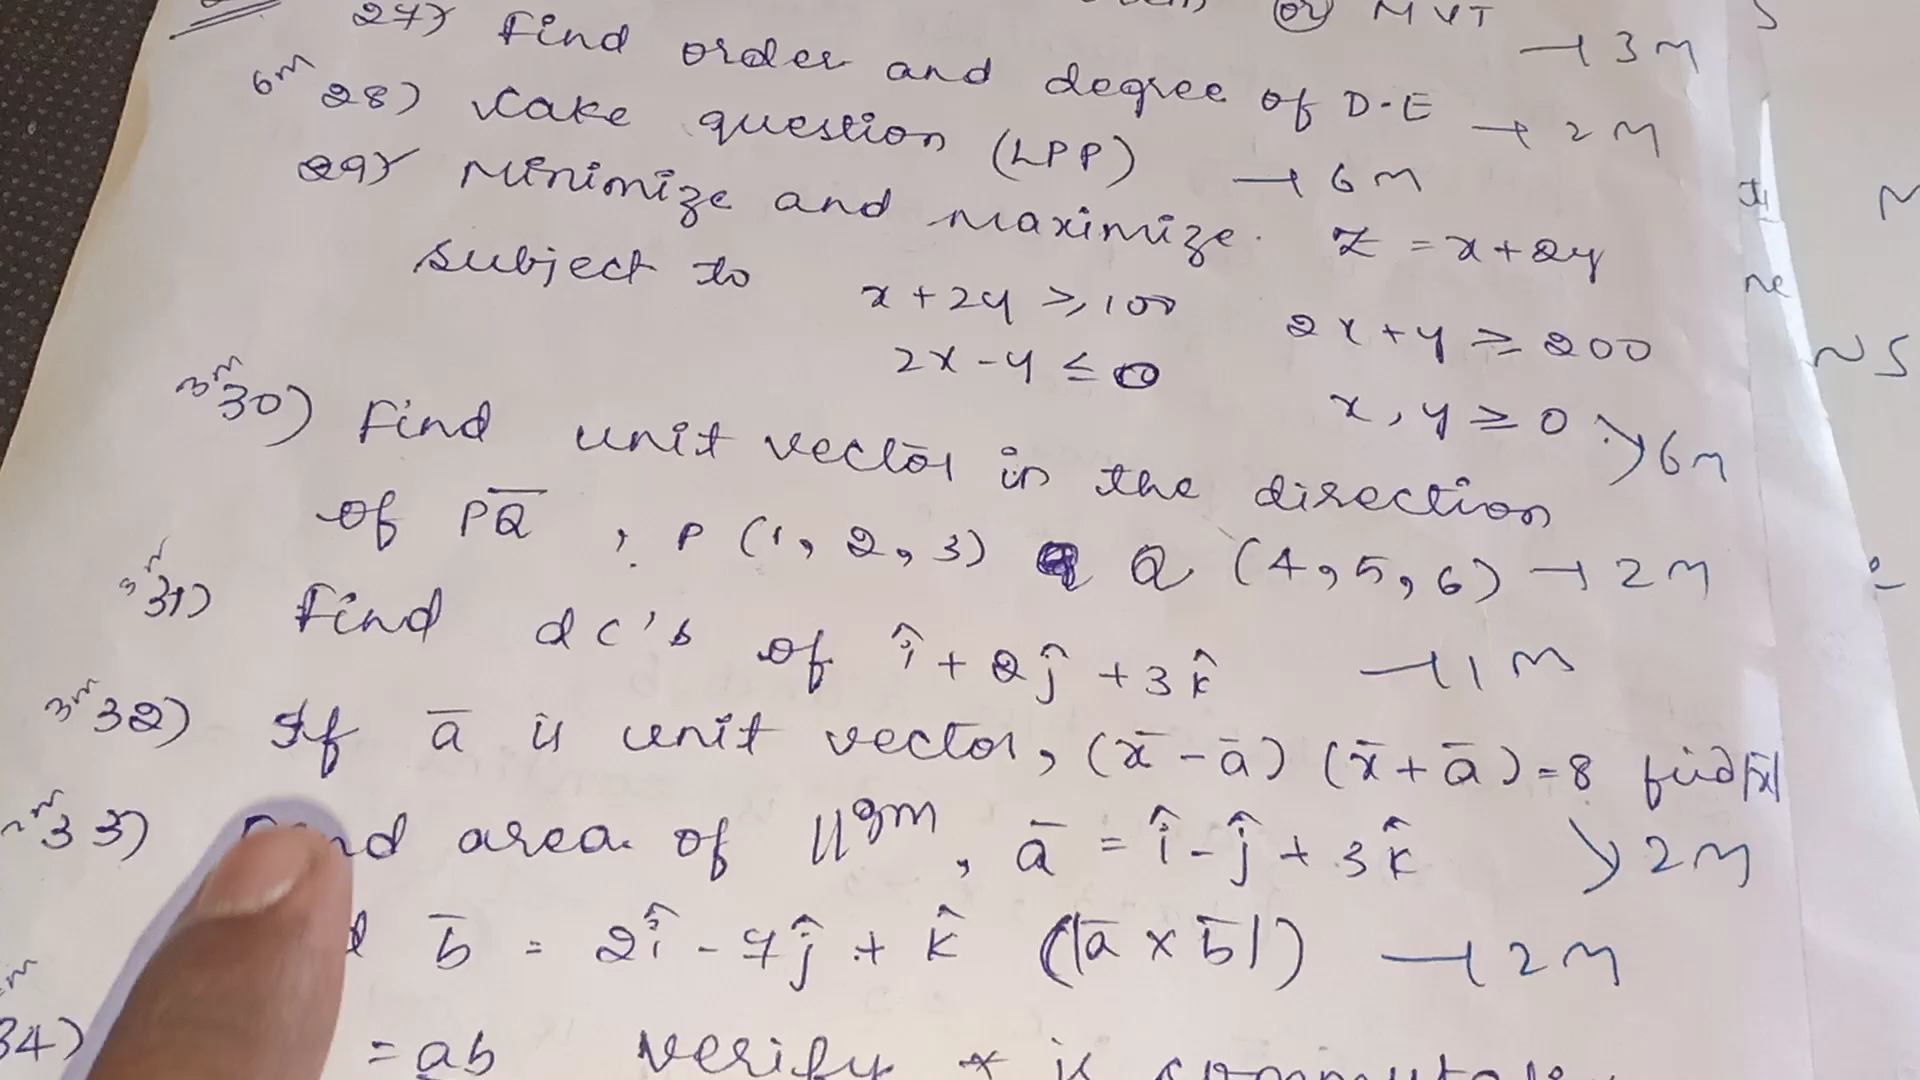 or MVT → 3M
27) Find order and degree of D.E → 2M
6m 28) Cake question (LPP) → 6M
29) Minimize and Maximize. Z = x+2y
subject to x+2y ≥ 100 2x+y ≥ 200
2x-y ≤ 0 x,y ≥ 0 > 6M
3m 30) Find unit vector in the direction
of PQ̅ , P (1, 2, 3) Q (4, 5, 6) → 2M
3m 31) Find dc's of î + 2ĵ + 3k̂ → 1M
3m 32) If a̅ is unit vector, (x̅ - a̅) (x̅ + a̅) = 8 find |x̅|
> 2M
33) area of ||gm, a̅ = î - ĵ + 3k̂
b̅ = 2î - 7ĵ + k̂ (|a̅ × b̅|) → 2M
34) = ab verify * is